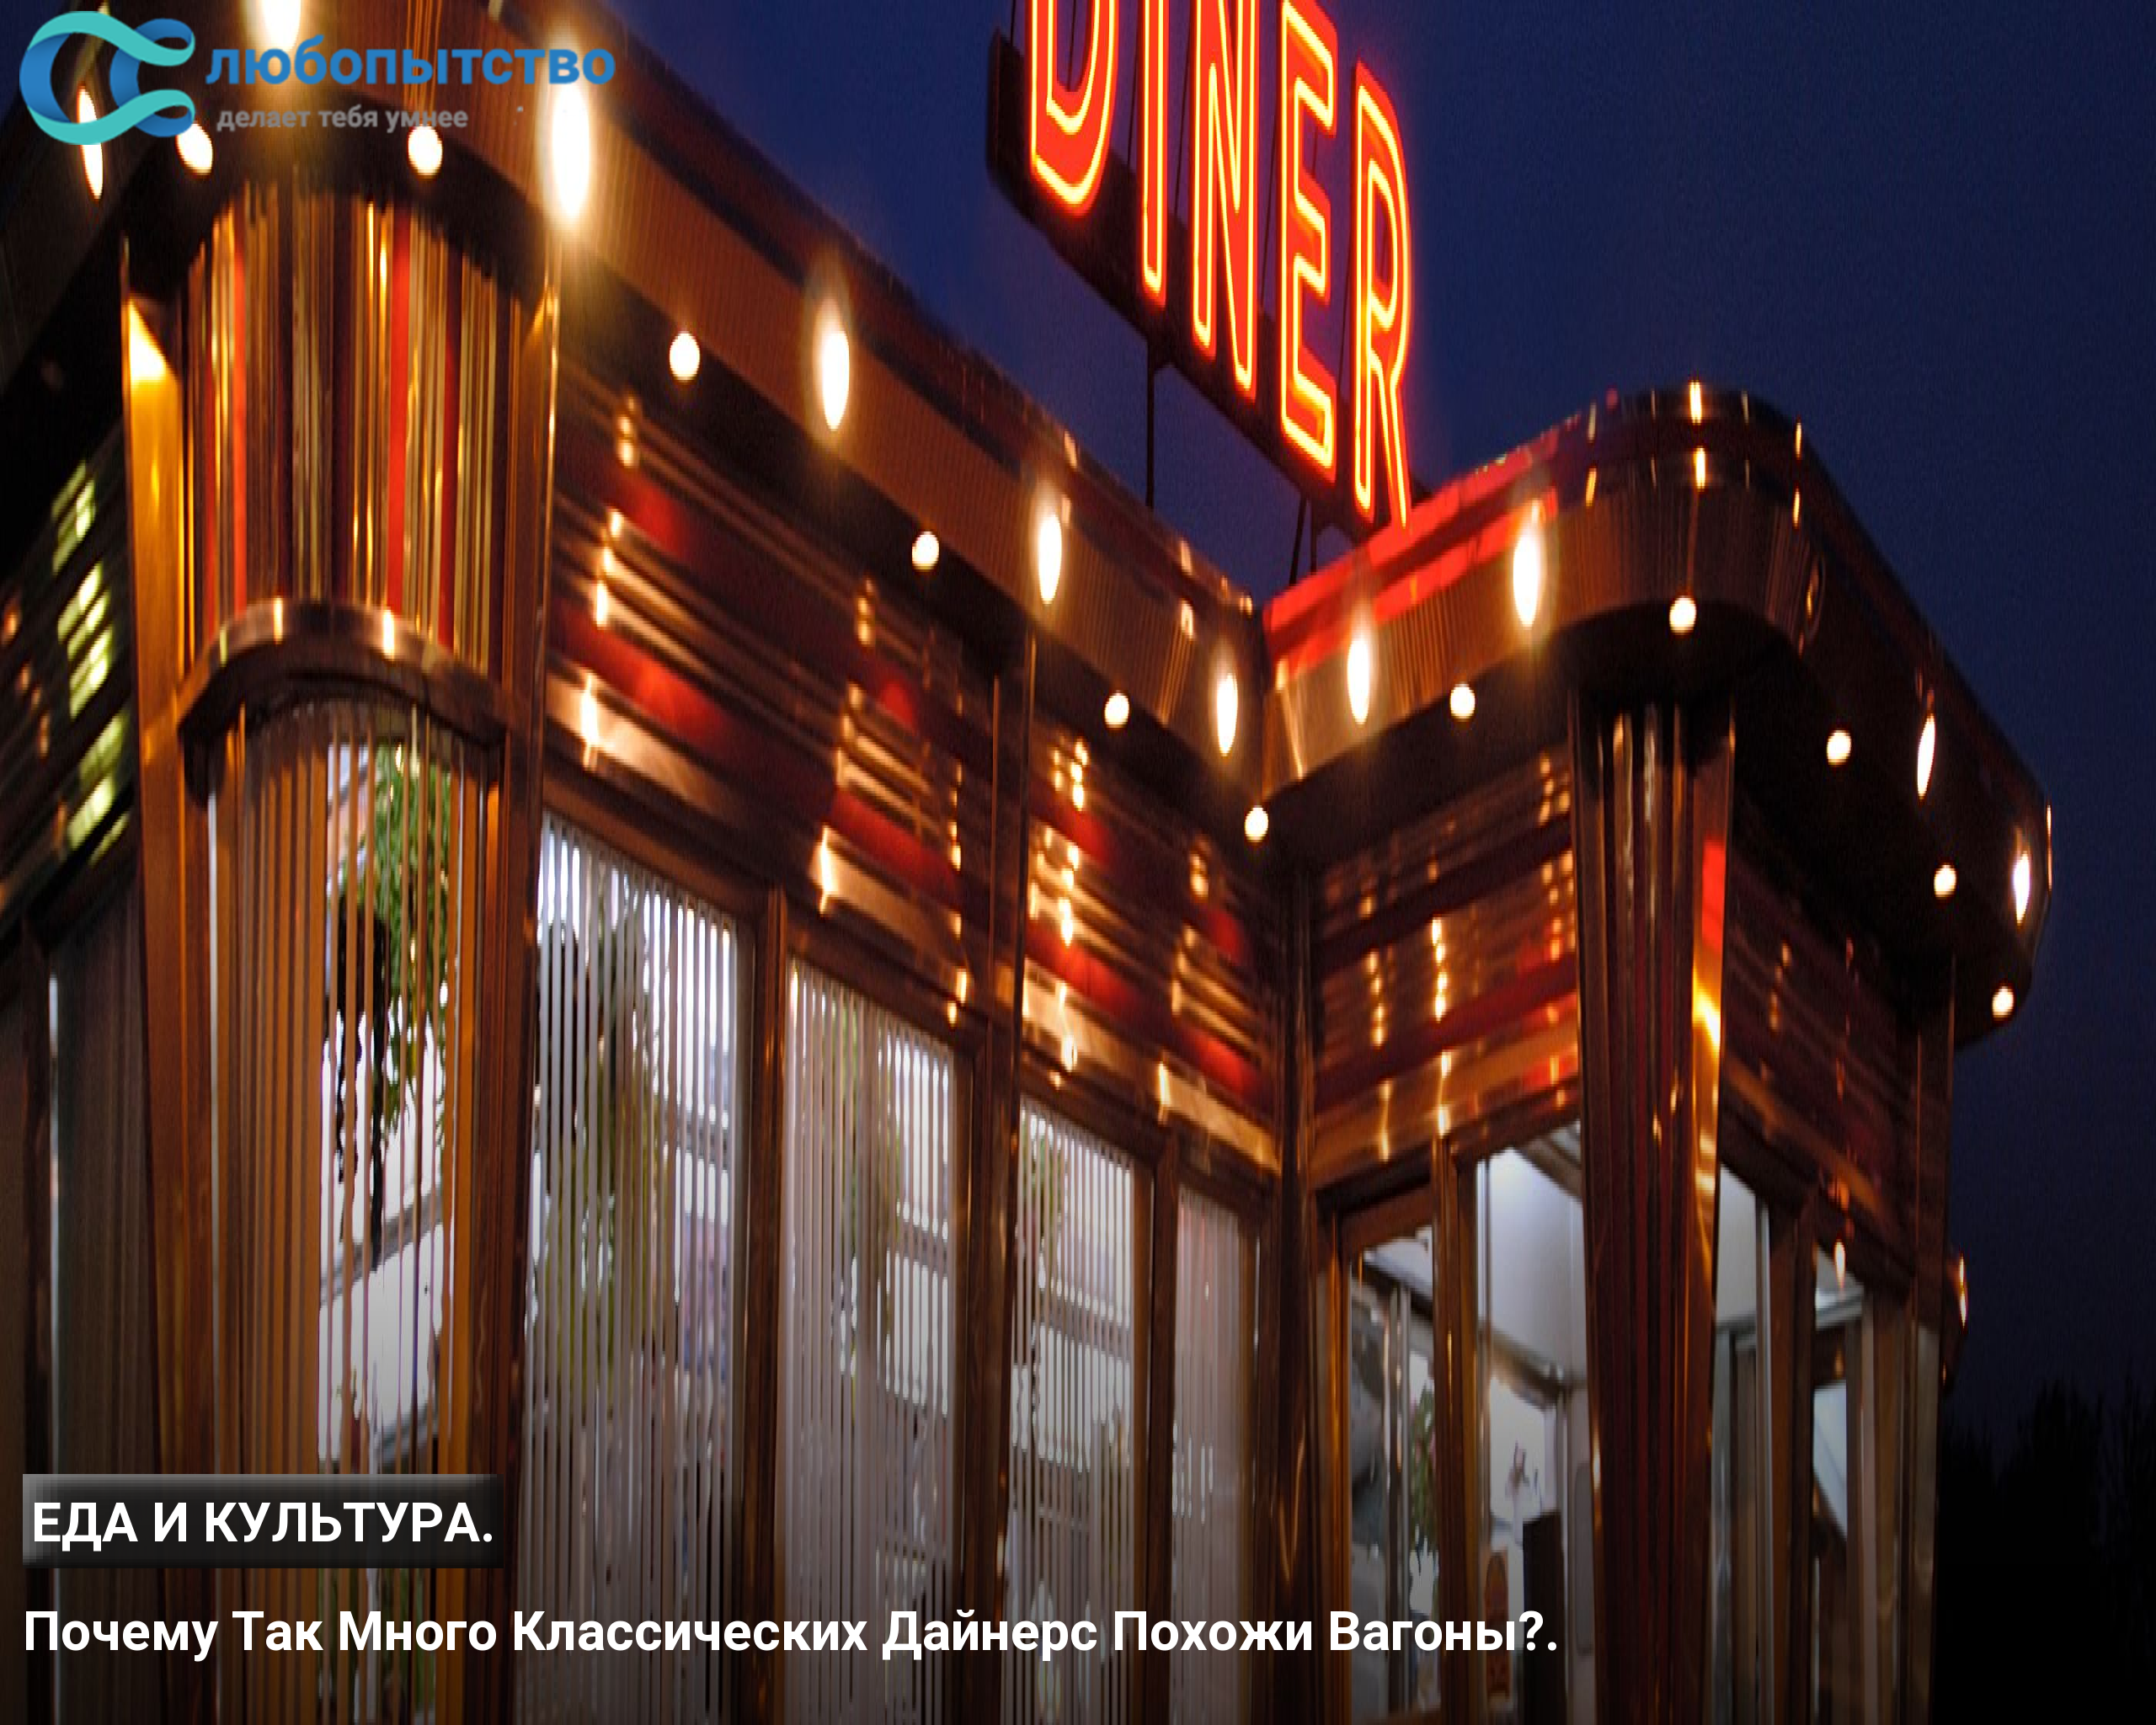 любопытство
делает тебя умнее
DINER
ЕДА И КУЛЬТУРА.
Почему Так Много Классических Дайнерс Похожи Вагоны?.